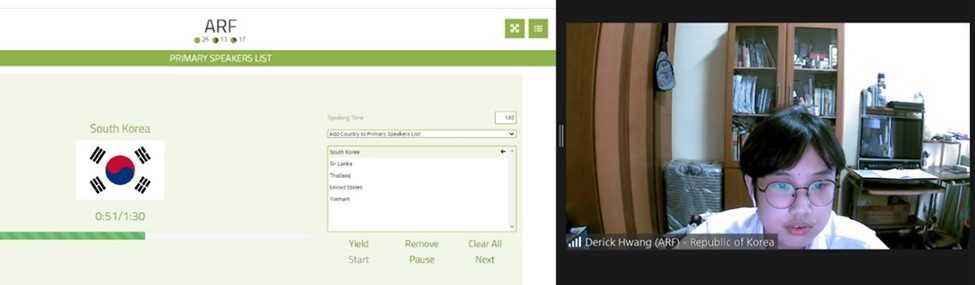 ARF
26 13 17
PRIMARY SPEAKERS LIST
South Korea
0:51/1:30
Speaking Time
Add Country to Primary Speakers List
South Korea
Sri Lanka
Thailand
United States
Vietnam
Yield Remove Clear All
Start Pause Next
Derick Hwang (ARF) - Republic of Korea